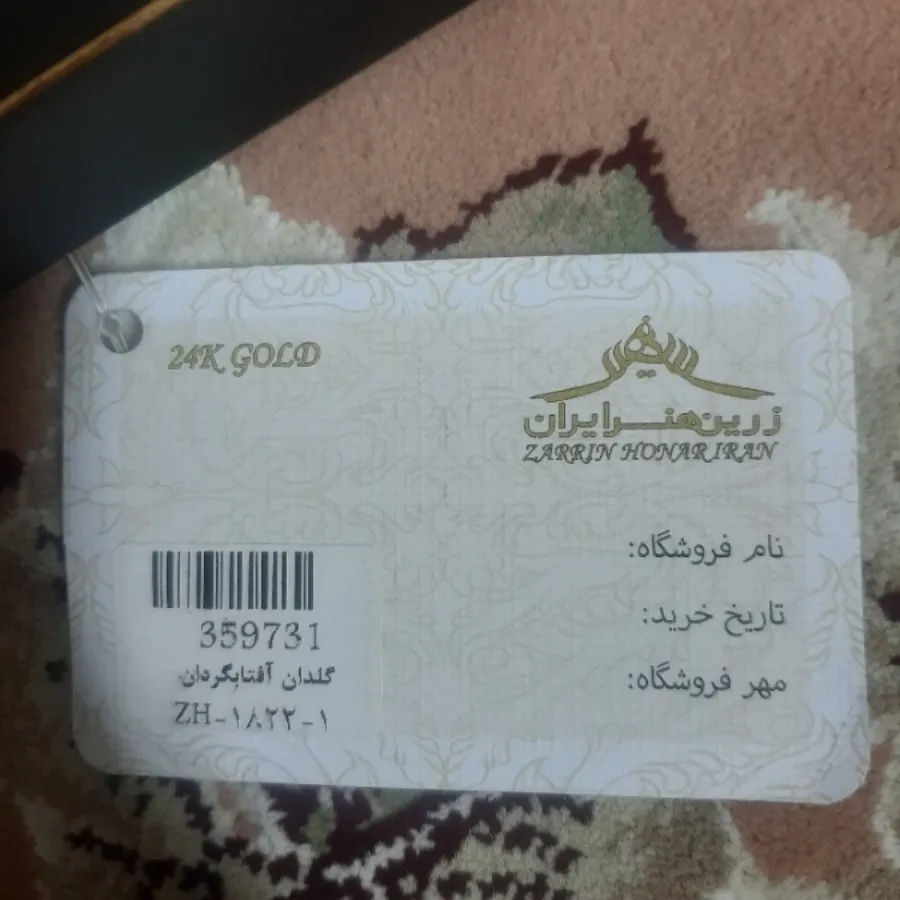 24K GOLD
سپهر
زرین‌هنر ایران
ZARRIN HONAR IRAN
نام فروشگاه:
تاریخ خرید:
مهر فروشگاه:
359731
گلدان آفتابگردان
ZH-۱۸۲۲-۱